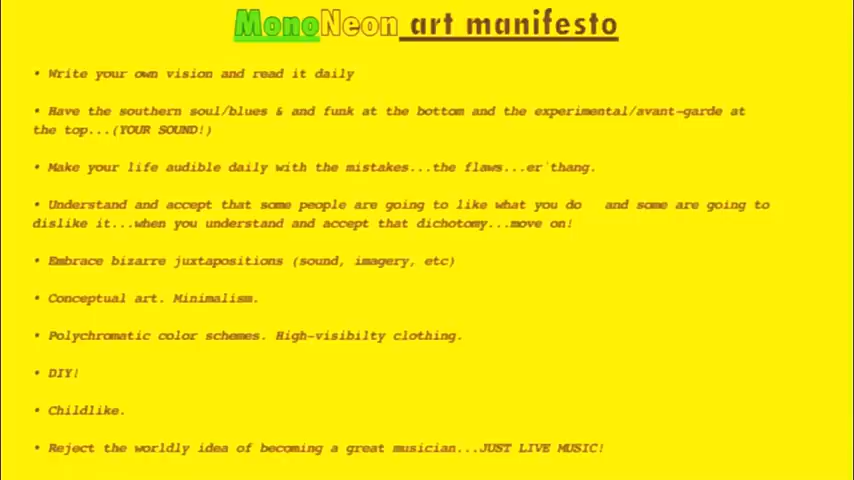 MonoNeon art manifesto
• Write your own vision and read it daily
• Have the southern soul/blues & and funk at the bottom and the experimental/avant-garde at
the top...(YOUR SOUND!)
• Make your life audible daily with the mistakes...the flaws...er'thang.
• Understand and accept that some people are going to like what you do and some are going to
dislike it...when you understand and accept that dichotomy...move on!
• Embrace bizarre juxtapositions (sound, imagery, etc)
• Conceptual art. Minimalism.
• Polychromatic color schemes. High-visibilty clothing.
• DIY!
• Childlike.
• Reject the worldly idea of becoming a great musician...JUST LIVE MUSIC!